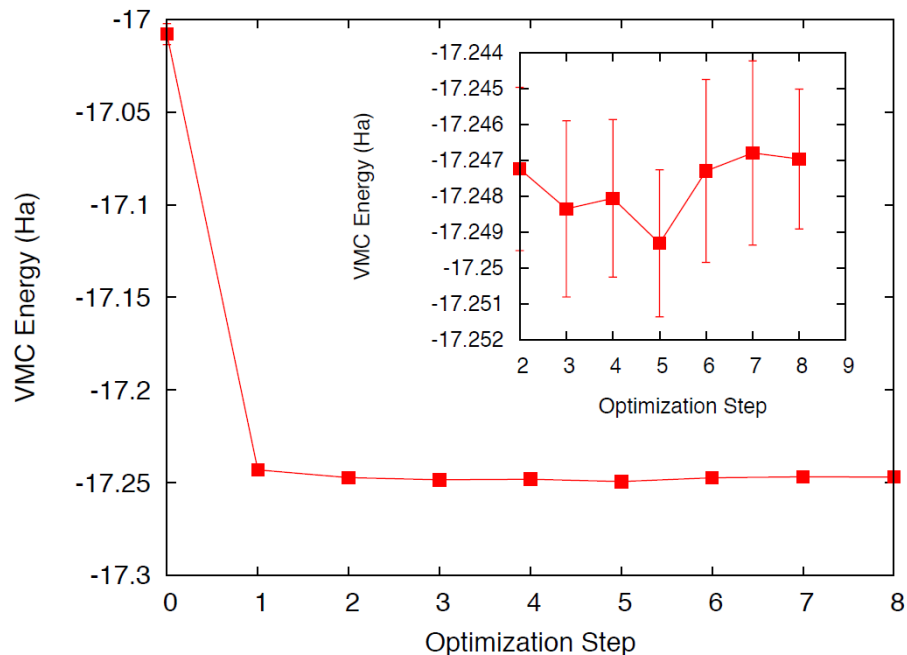 VMC Energy (Ha)
-17
-17.05
-17.1
-17.15
-17.2
-17.25
-17.3
0 1 2 3 4 5 6 7 8
Optimization Step
VMC Energy (Ha)
-17.244
-17.245
-17.246
-17.247
-17.248
-17.249
-17.25
-17.251
-17.252
2 3 4 5 6 7 8 9
Optimization Step